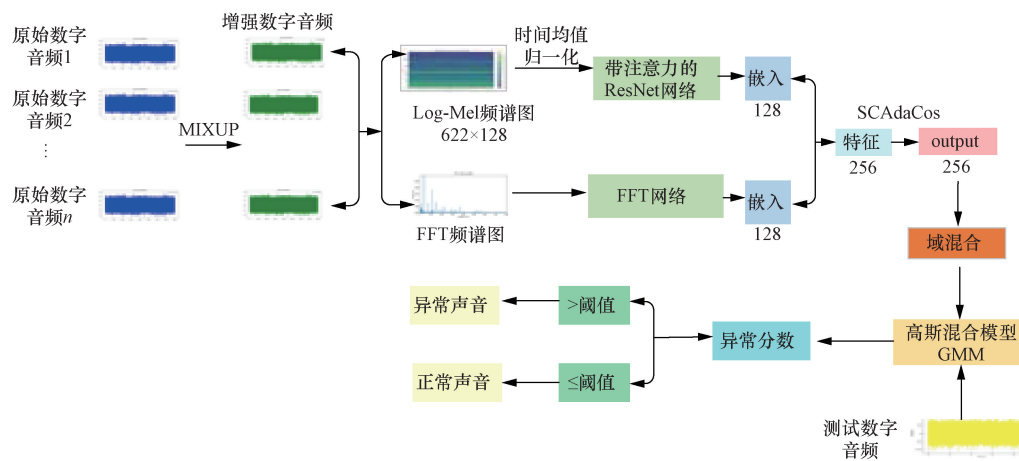 原始数字
音频1
原始数字
音频2
⋮
原始数字
音频n
MIXUP
增强数字音频
Log-Mel频谱图
622×128
FFT频谱图
时间均值
归一化
带注意力的
ResNet网络
FFT网络
嵌入
128
嵌入
128
SCAdaCos
特征
256
output
256
域混合
高斯混合模型
GMM
测试数字
音频
异常分数
>阈值
≤阈值
异常声音
正常声音